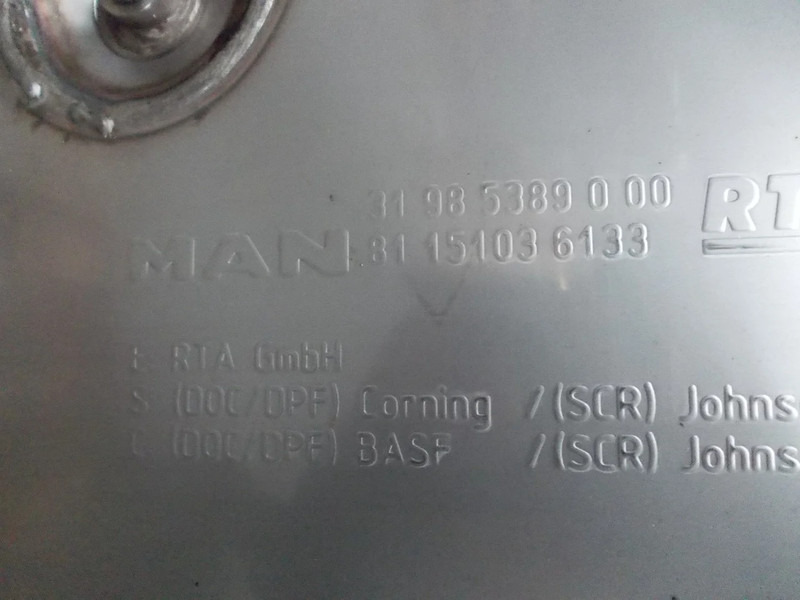 31 98 5389 0 00
MAN 81 15103 6133
RT
E RTA GmbH
S (DOC/DPF) Corning / (SCR) Johns
C (DOC/DPF) BASF / (SCR) Johns